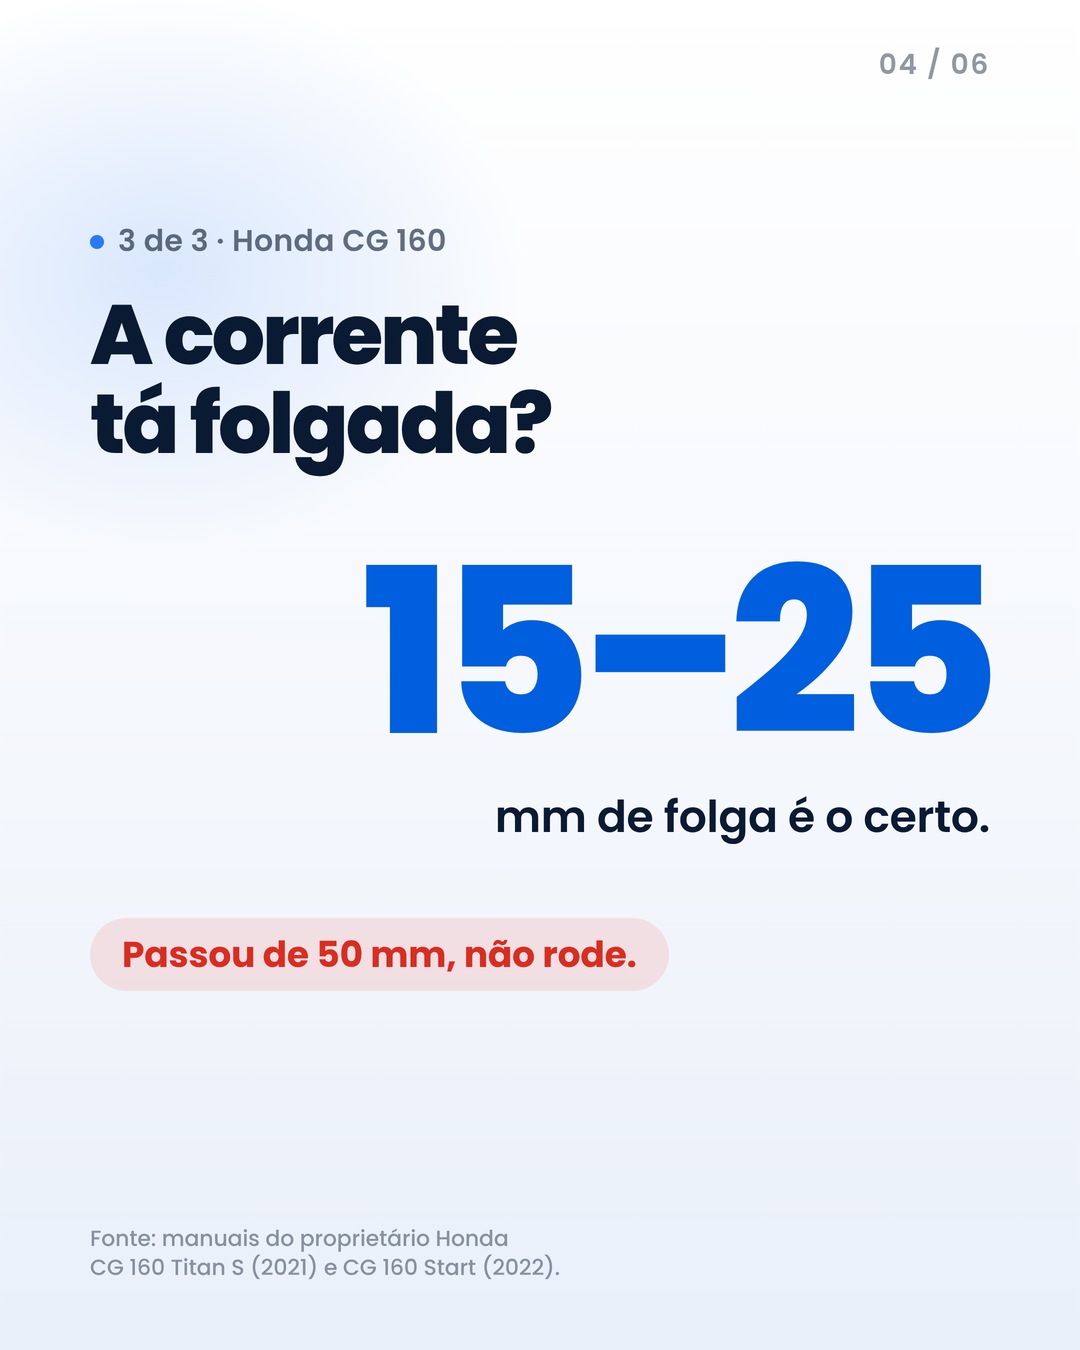 04 / 06
3 de 3 · Honda CG 160
A corrente
tá folgada?
15–25
mm de folga é o certo.
Passou de 50 mm, não rode.
Fonte: manuais do proprietário Honda
CG 160 Titan S (2021) e CG 160 Start (2022).